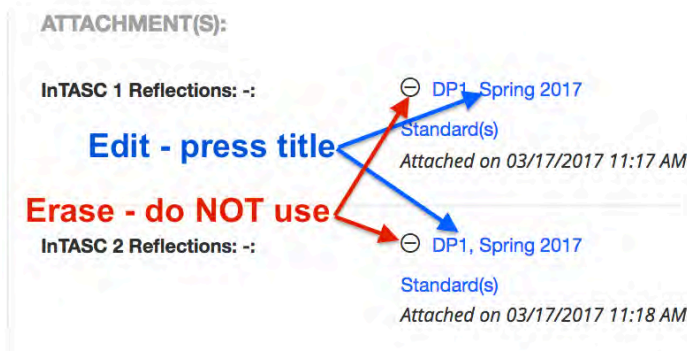 ATTACHMENT(S):
InTASC 1 Reflections: -: DP1, Spring 2017
Standard(s)
Edit - press title
Attached on 03/17/2017 11:17 AM
Erase - do NOT use
InTASC 2 Reflections: -: DP1, Spring 2017
Standard(s)
Attached on 03/17/2017 11:18 AM